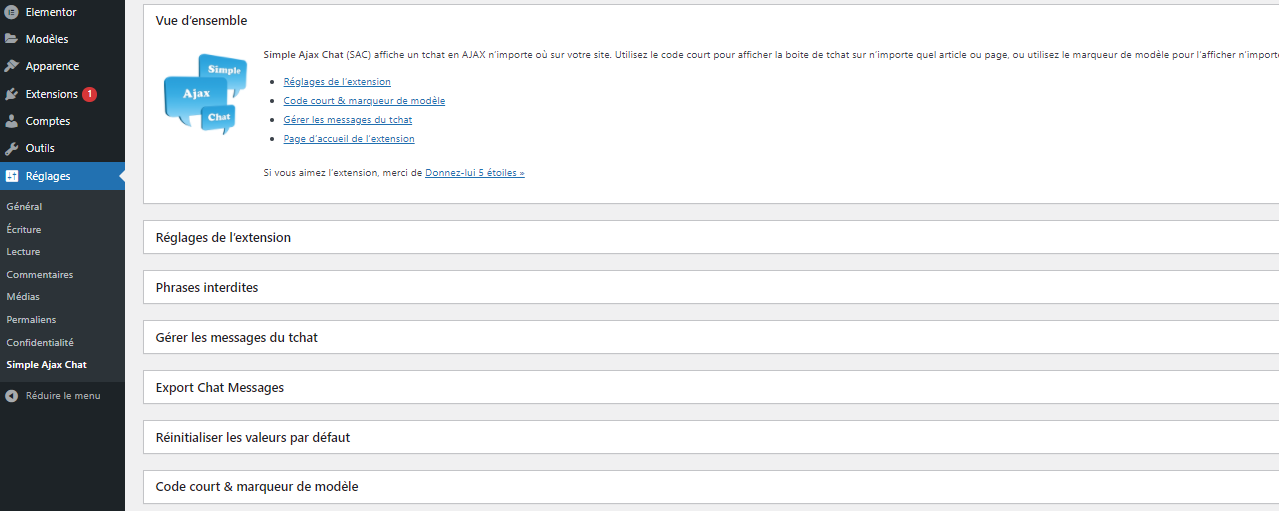 Elementor
Modèles
Apparence
Extensions 1
Comptes
Outils
Réglages
Général
Écriture
Lecture
Commentaires
Médias
Permaliens
Confidentialité
Simple Ajax Chat
Réduire le menu
Vue d’ensemble
Simple
Ajax
Chat
Simple Ajax Chat (SAC) affiche un tchat en AJAX n’importe où sur votre site. Utilisez le code court pour afficher la boite de tchat sur n’importe quel article ou page, ou utilisez le marqueur de modèle pour l’afficher n’import
Réglages de l’extension
Code court & marqueur de modèle
Gérer les messages du tchat
Page d’accueil de l’extension
Si vous aimez l’extension, merci de Donnez-lui 5 étoiles »
Réglages de l’extension
Phrases interdites
Gérer les messages du tchat
Export Chat Messages
Réinitialiser les valeurs par défaut
Code court & marqueur de modèle